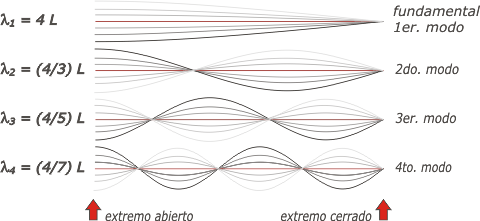 λ₁ = 4 L
fundamental
1er. modo
λ₂ = (4/3) L
2do. modo
λ₃ = (4/5) L
3er. modo
λ₄ = (4/7) L
4to. modo
extremo abierto
extremo cerrado